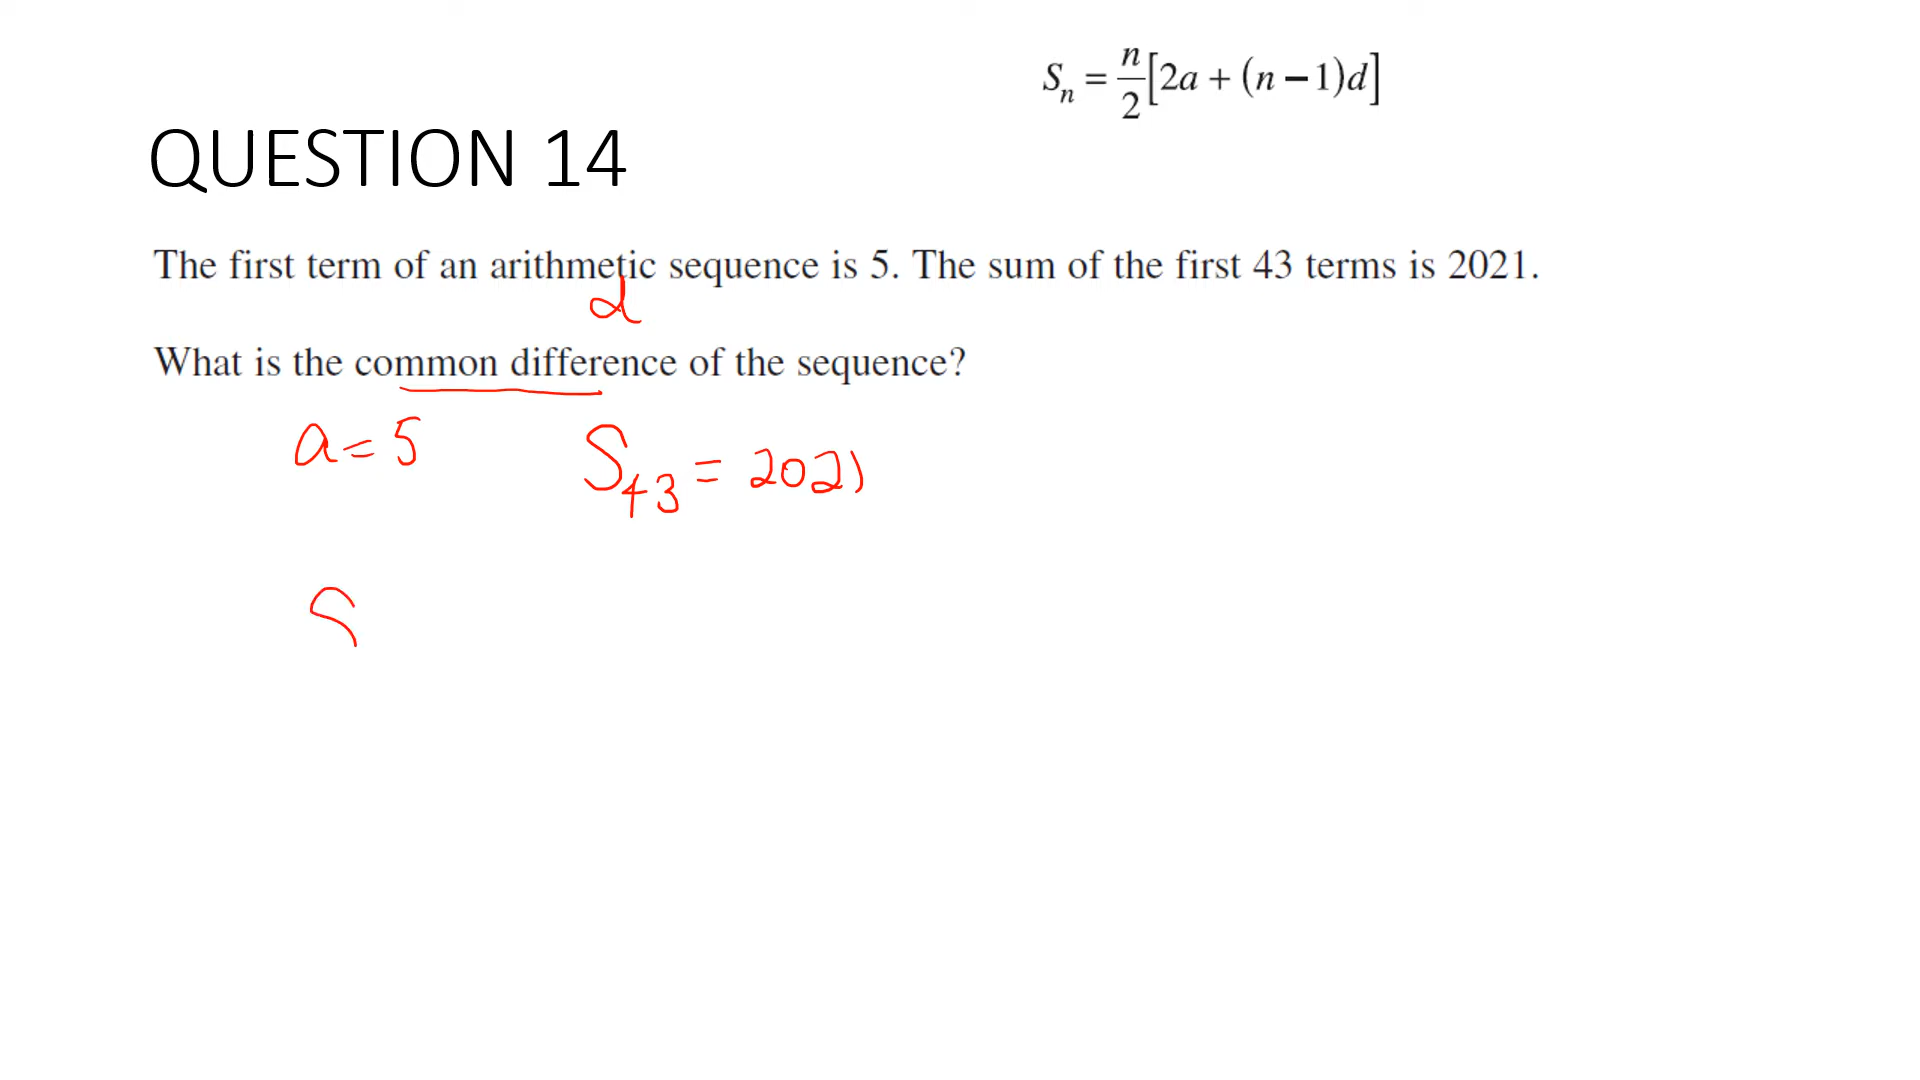 S_n = n/2 [2a + (n − 1)d]
QUESTION 14
The first term of an arithmetic sequence is 5. The sum of the first 43 terms is 2021.
d
What is the common difference of the sequence?
a = 5 S_43 = 2021